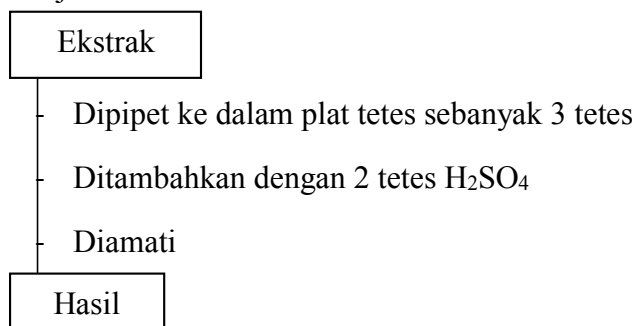 Ekstrak
- Dipipet ke dalam plat tetes sebanyak 3 tetes
- Ditambahkan dengan 2 tetes H₂SO₄
- Diamati
Hasil